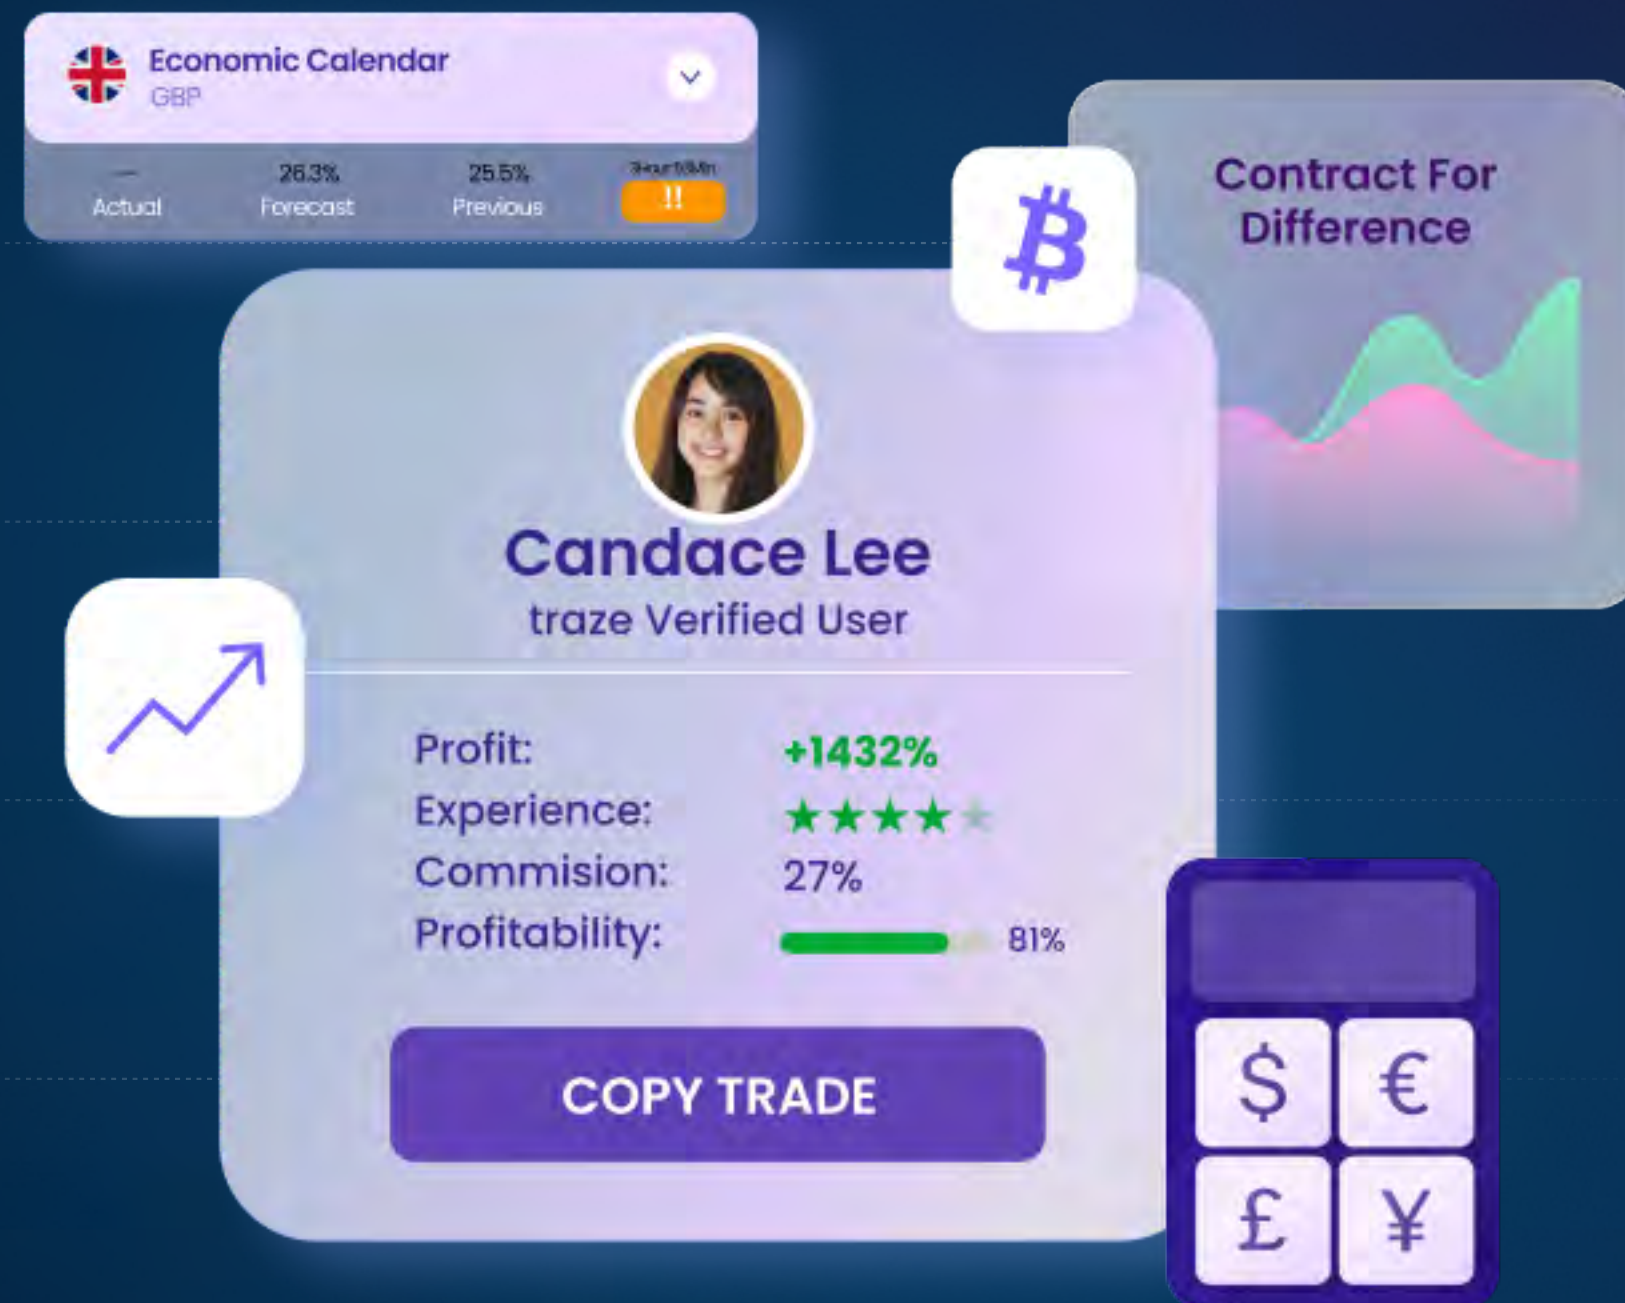 Economic Calendar
GBP
26.3%
25.5%
Actual
Forecast
Previous
!!
Contract For
Difference
Candace Lee
traze Verified User
Profit:
+1432%
Experience:
Commision:
27%
Profitability:
81%
COPY TRADE
$
€
£
¥